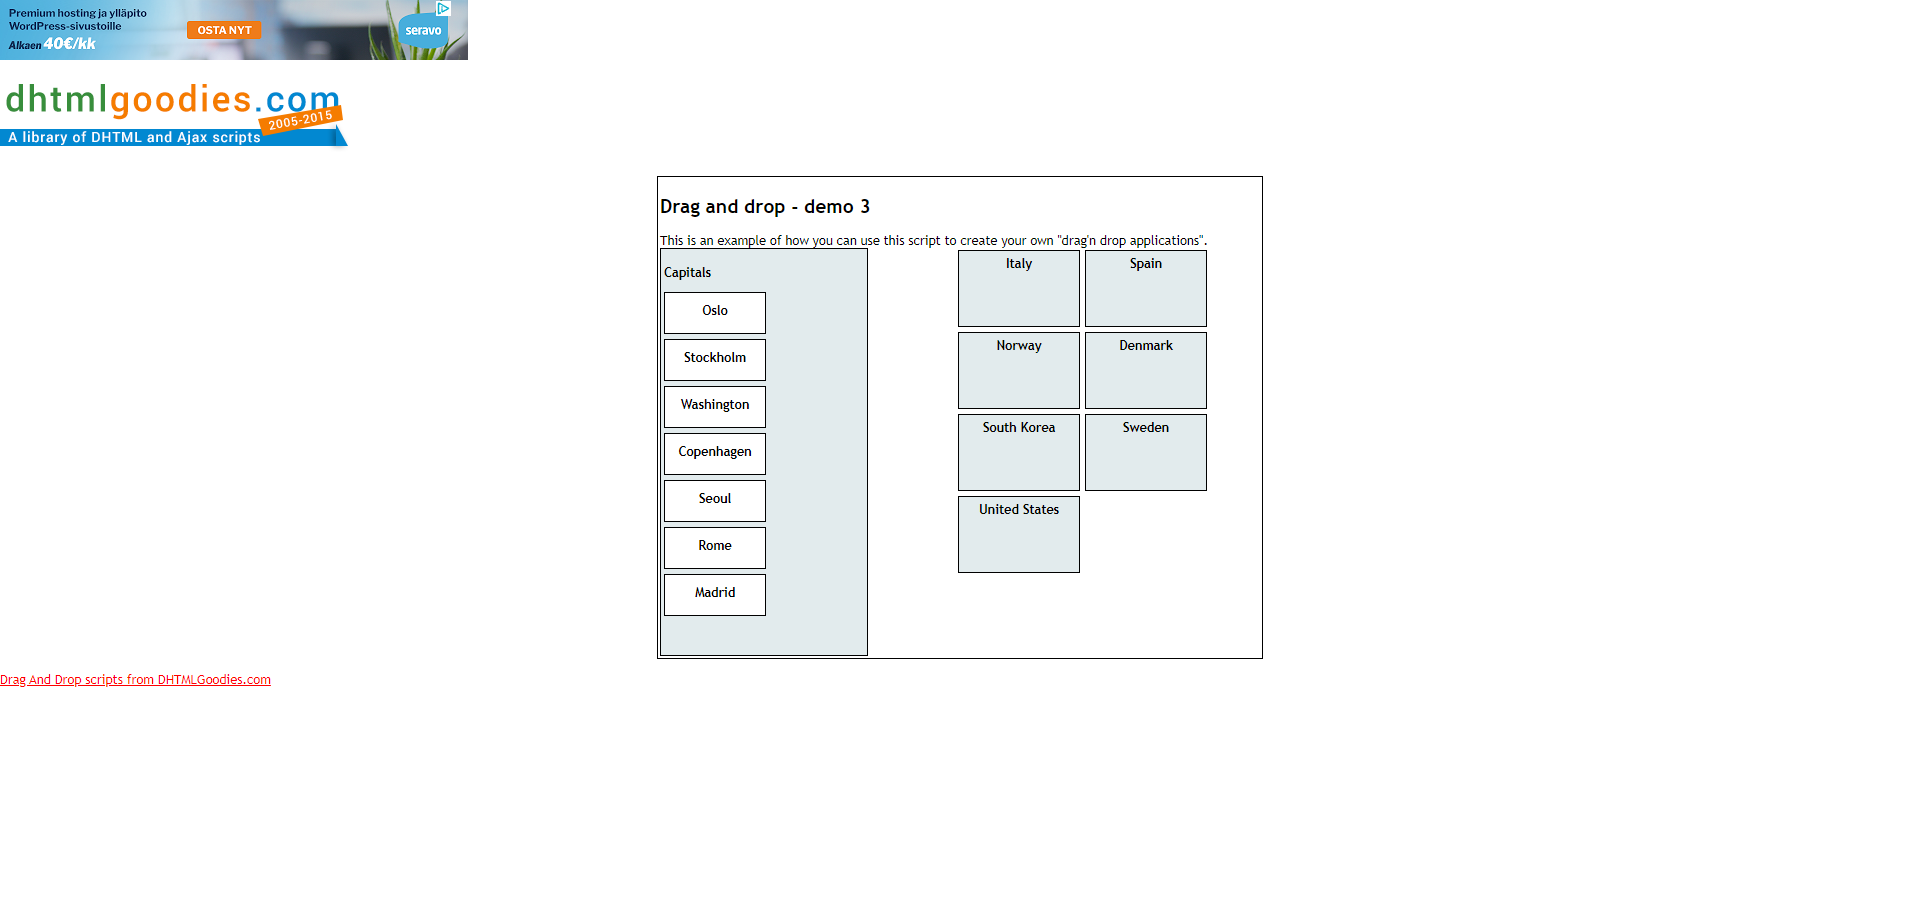 Premium hosting ja ylläpito
WordPress-sivustoille
Alkaen 40€/kk
OSTA NYT
seravo
dhtmlgoodies.com
2005-2015
A library of DHTML and Ajax scripts
Drag and drop - demo 3
This is an example of how you can use this script to create your own "drag'n drop applications".
Capitals
Oslo
Stockholm
Washington
Copenhagen
Seoul
Rome
Madrid
Italy
Spain
Norway
Denmark
South Korea
Sweden
United States
Drag And Drop scripts from DHTMLGoodies.com